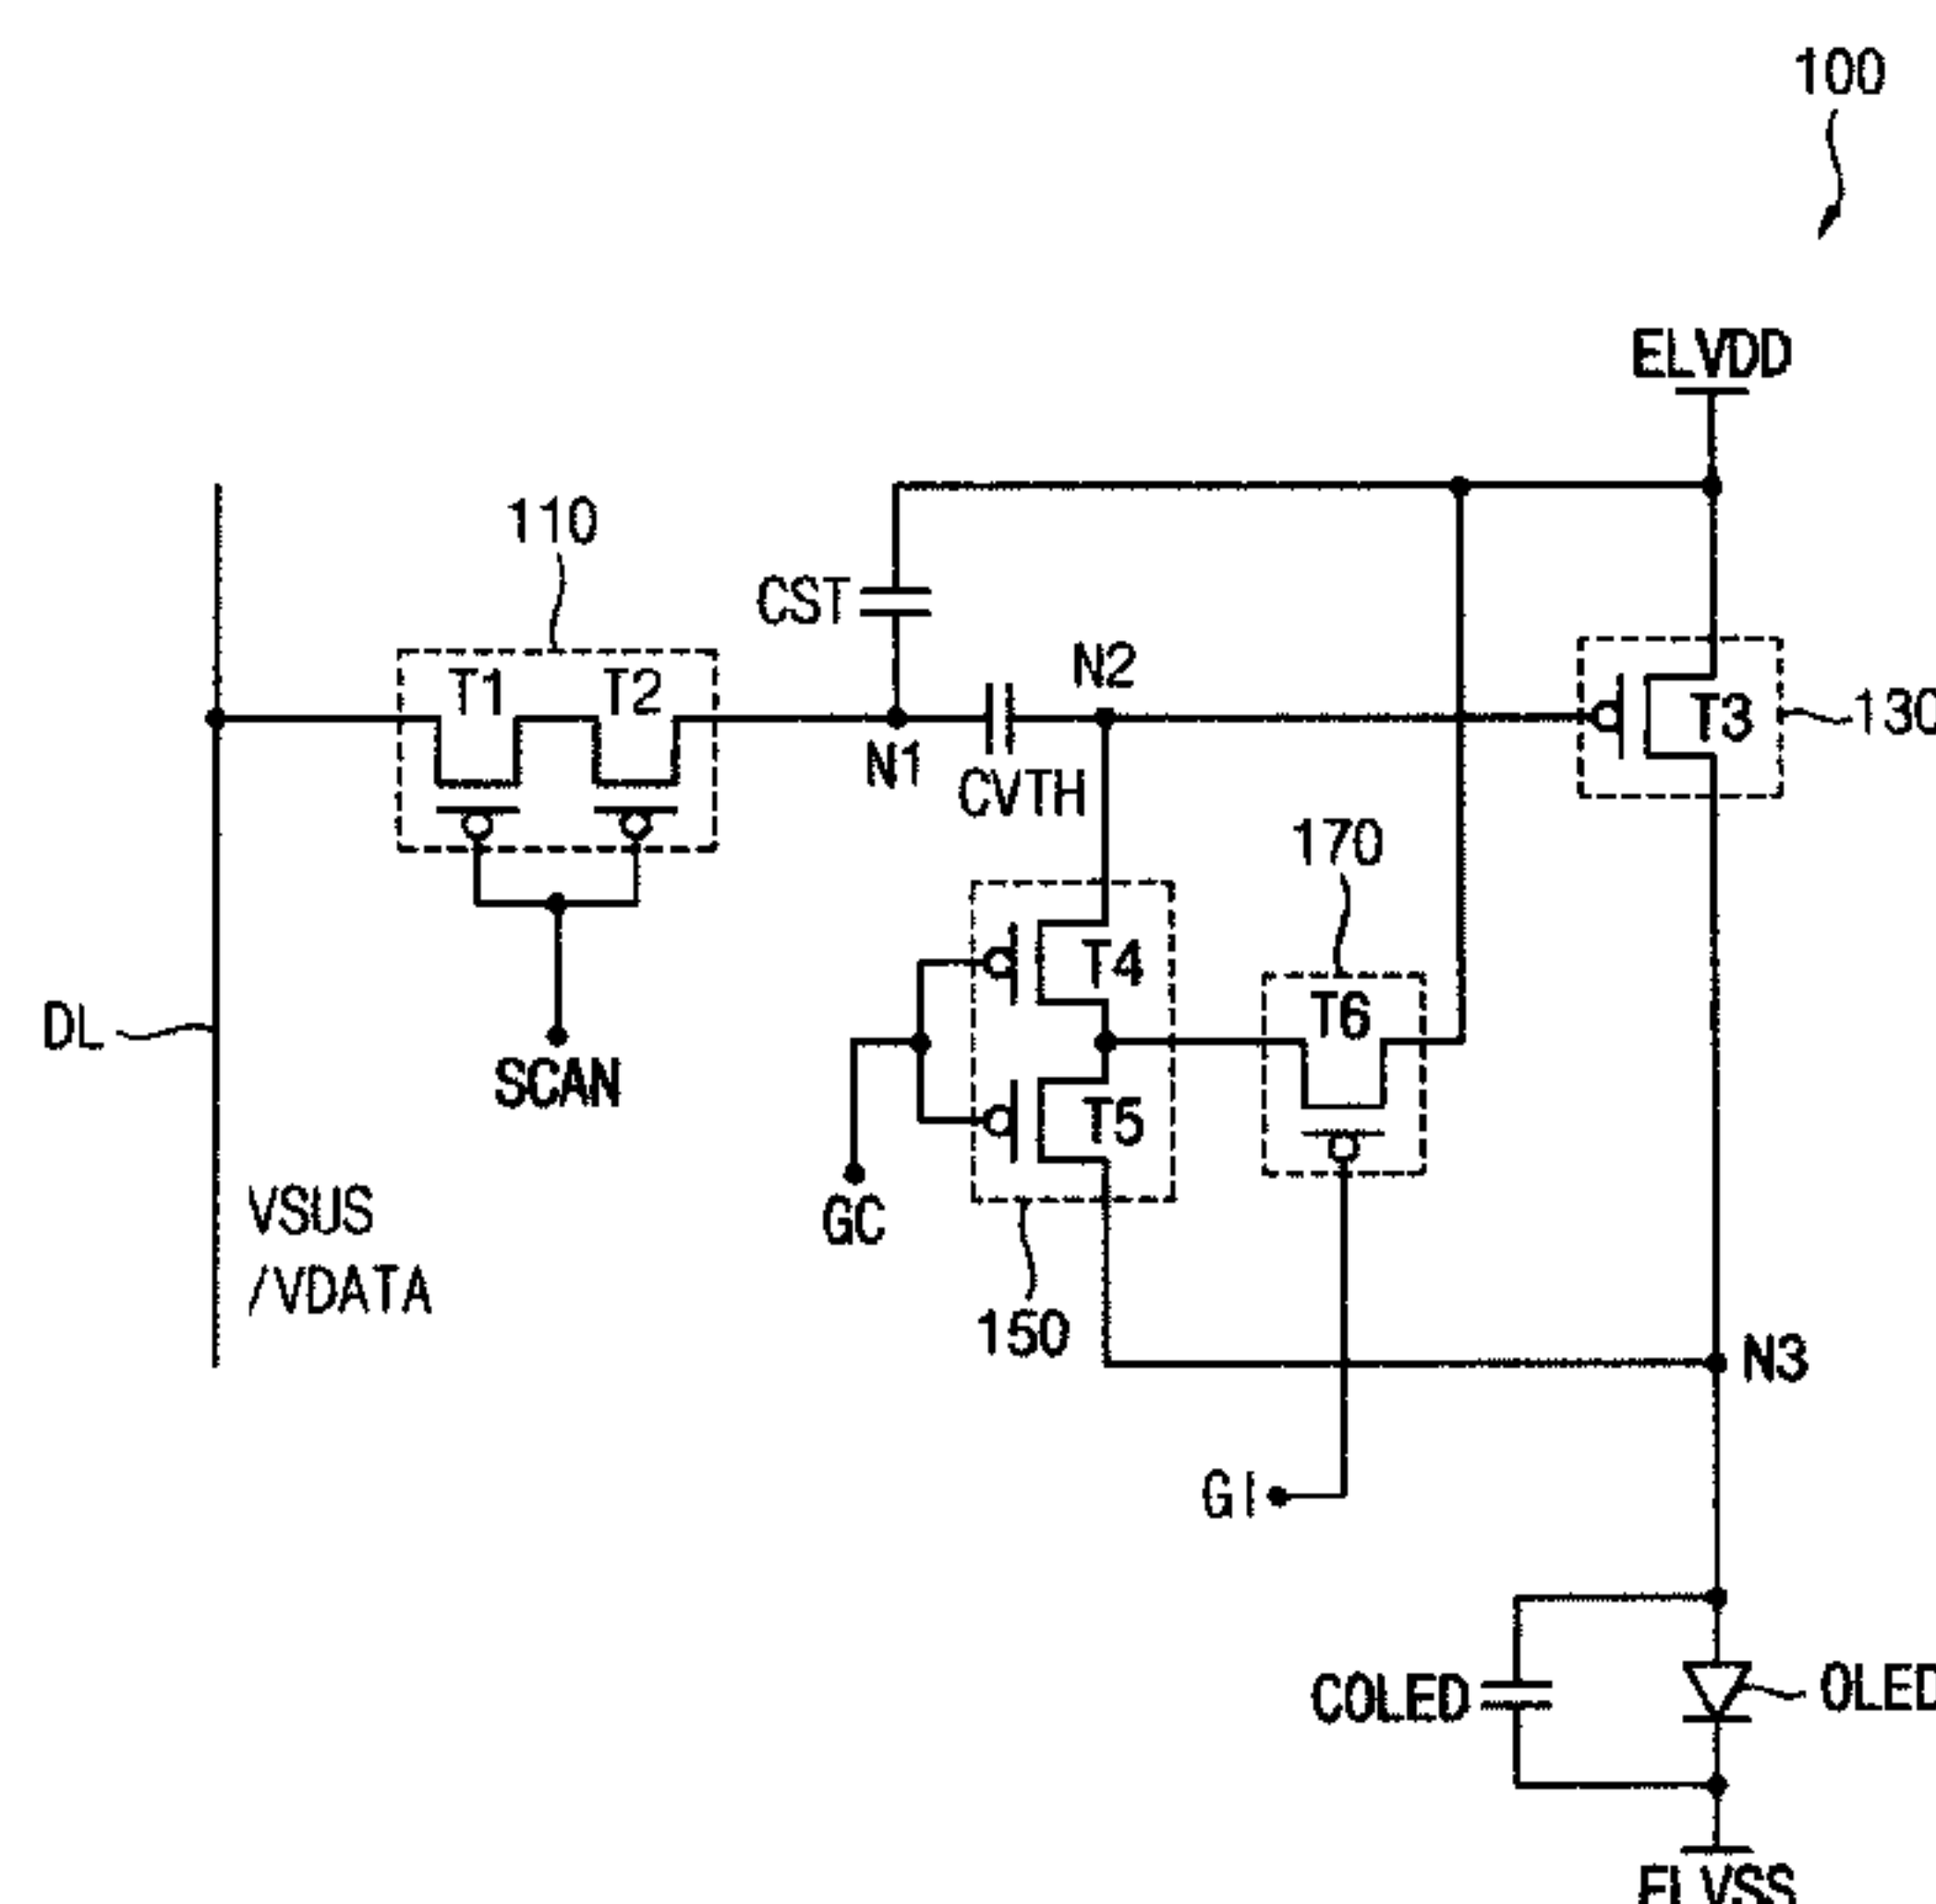 100
ELVDD
110
CST
T1 T2
N2
N1
CVTH
T3
130
170
T4
T6
DL
SCAN
T5
GC
VSUS
/VDATA
150
N3
GI
COLED
OLED
ELVSS